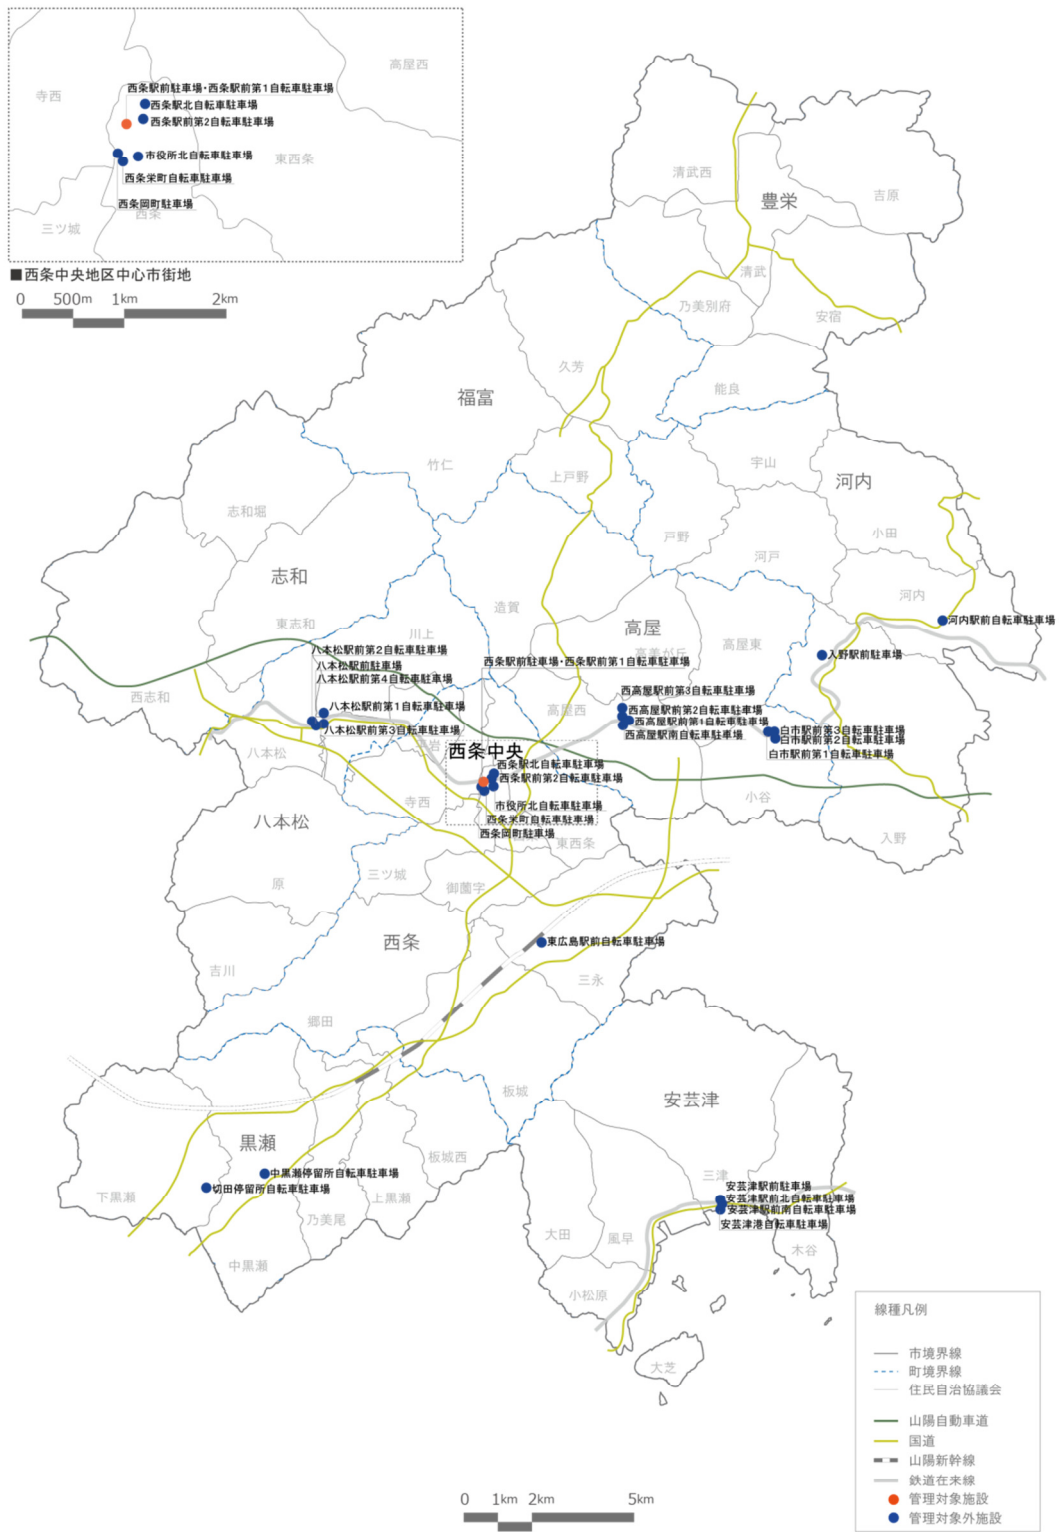 高屋西
寺西
西条駅前駐車場・西条駅前第1自転車駐車場
西条駅北自転車駐車場
西条駅前第2自転車駐車場
市役所北自転車駐車場
東西条
西条栄町自転車駐車場
西条岡町駐車場
西条
三ツ城
■西条中央地区中心市街地
0 500m 1km 2km
清武西
豊栄
吉原
清武
乃美別府
安宿
久芳
能良
福富
竹仁
上戸野
宇山
河内
志和堀
戸野
小田
河戸
志和
造賀
河内
東志和
川上
高屋
高屋東
河内駅前自転車駐車場
高美が丘
入野駅前駐車場
八本松駅前第2自転車駐車場
八本松駅前駐車場
八本松駅前第4自転車駐車場
西条駅前駐車場・西条駅前第1自転車駐車場
西志和
西高屋駅前第3自転車駐車場
八本松駅前第1自転車駐車場
高屋西
西高屋駅前第2自転車駐車場
西高屋駅前第1自転車駐車場
八本松駅前第3自転車駐車場
西高屋駅南自転車駐車場
白市駅前第3自転車駐車場
白市駅前第2自転車駐車場
白市駅前第1自転車駐車場
八本松
西条中央
西条駅北自転車駐車場
西条駅前第2自転車駐車場
寺西
小谷
市役所北自転車駐車場
西条栄町自転車駐車場
西条岡町駐車場
八本松
東西条
入野
原
三ツ城
御薗宇
西条
東広島駅前自転車駐車場
吉川
三永
郷田
板城
安芸津
黒瀬
板城西
中黒瀬停留所自転車駐車場
切田停留所自転車駐車場
下黒瀬
上黒瀬
乃美尾
三津
安芸津駅前駐車場
安芸津駅前北自転車駐車場
安芸津駅前南自転車駐車場
安芸津港自転車駐車場
大田
風早
木谷
中黒瀬
小松原
大芝
線種凡例
市境界線
町境界線
住民自治協議会
山陽自動車道
国道
山陽新幹線
鉄道在来線
管理対象施設
管理対象外施設
0 1km 2km 5km